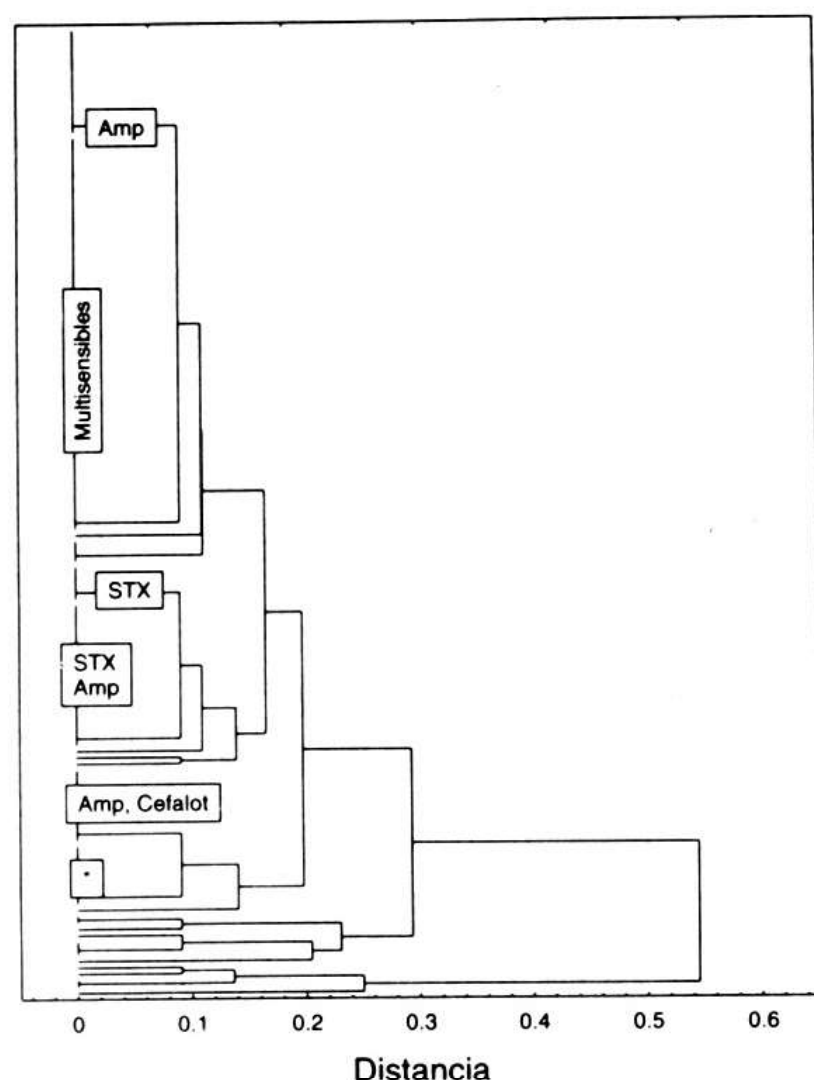 Amp
Multisensibles
STX
STX
Amp
Amp, Cefalot
*
0 0.1 0.2 0.3 0.4 0.5 0.6
Distancia